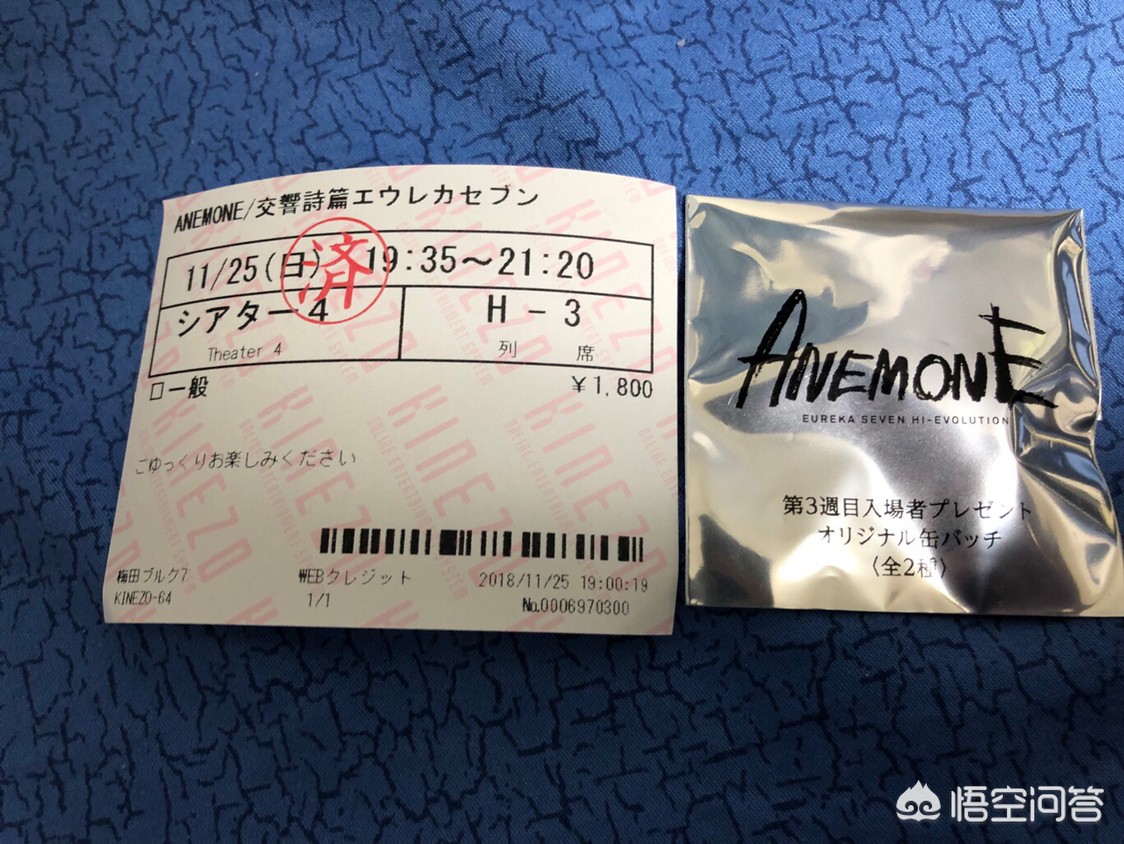 ANEMONE/交響詩篇エウレカセブン
11/25(日) 19:35～21:20
済
シアター4
Theater 4
H - 3
列 席
口一般 ¥1,800
ごゆっくりお楽しみください
梅田ブルク7 WEBクレジット 2018/11/25 19:00:19
KINEZO-64 1/1 No.0006970300
KINEZO
ANEMONE
EUREKA SEVEN HI-EVOLUTION
第3週目入場者プレゼント
オリジナル缶バッチ
〈全2種〉
悟空问答